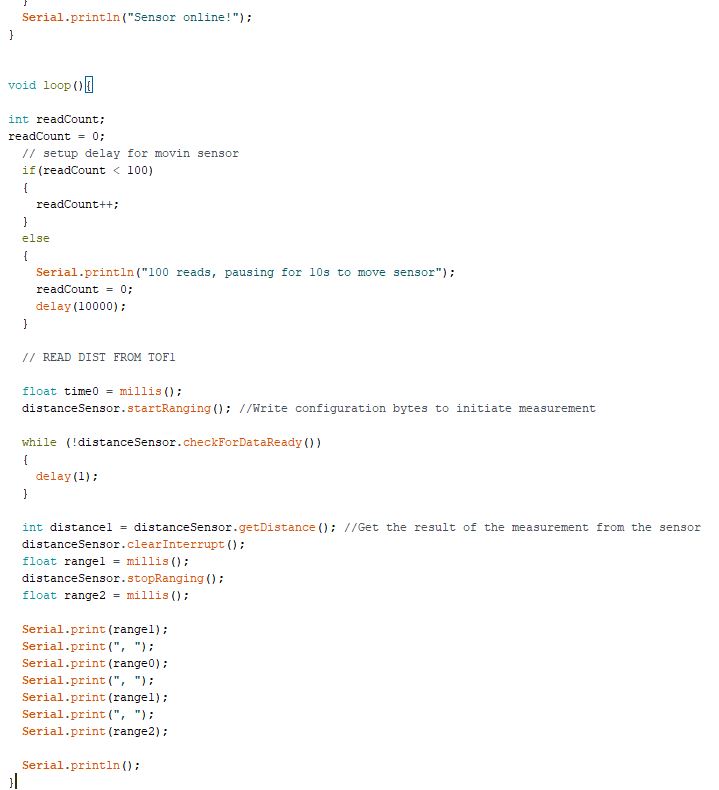 }
  Serial.println("Sensor online!");
}
void loop(){
int readCount;
readCount = 0;
  // setup delay for movin sensor
  if(readCount < 100)
  {
    readCount++;
  }
  else
  {
    Serial.println("100 reads, pausing for 10s to move sensor");
    readCount = 0;
    delay(10000);
  }
  // READ DIST FROM TOF1
  float time0 = millis();
  distanceSensor.startRanging(); //Write configuration bytes to initiate measurement
  while (!distanceSensor.checkForDataReady())
  {
    delay(1);
  }
  int distance1 = distanceSensor.getDistance(); //Get the result of the measurement from the sensor
  distanceSensor.clearInterrupt();
  float range1 = millis();
  distanceSensor.stopRanging();
  float range2 = millis();
  Serial.print(range1);
  Serial.print(", ");
  Serial.print(range0);
  Serial.print(", ");
  Serial.print(range1);
  Serial.print(", ");
  Serial.print(range2);
  Serial.println();
}